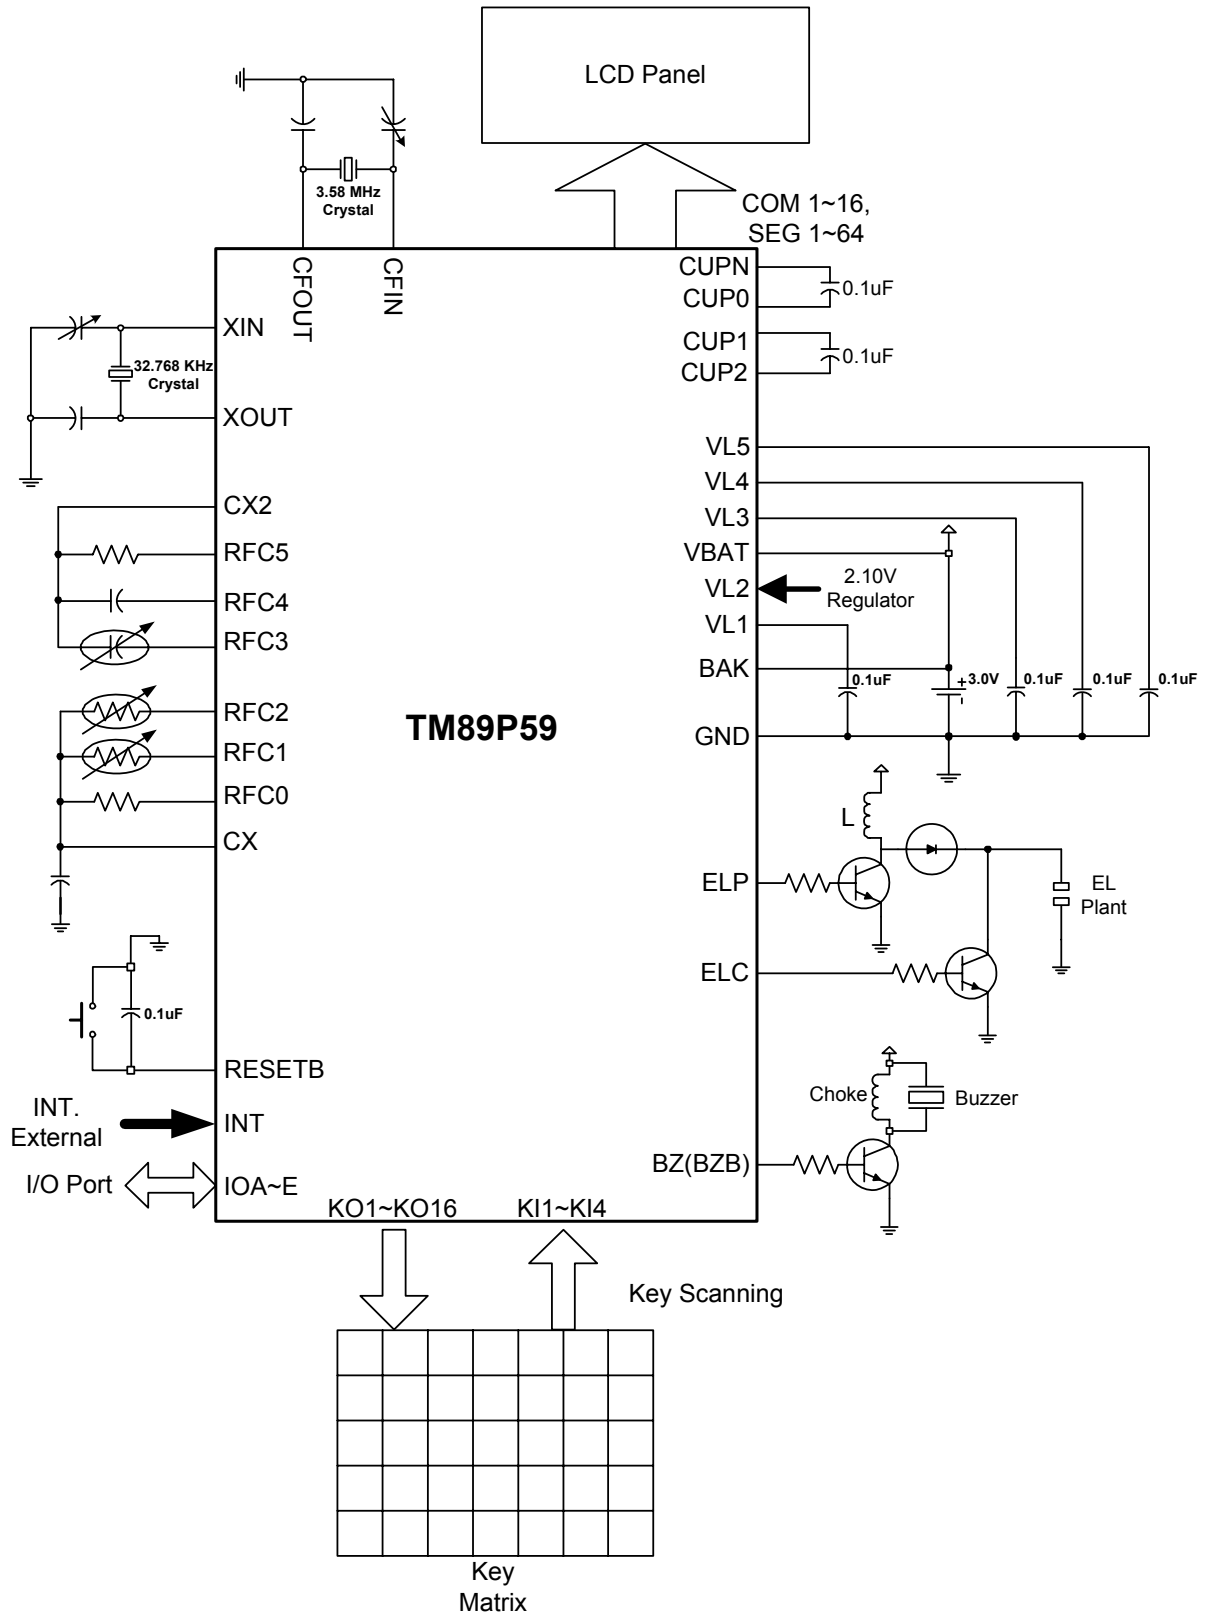 LCD Panel
3.58 MHz
Crystal
COM 1~16,
SEG 1~64
CFOUT
CFIN
CUPN
0.1uF
CUP0
XIN
CUP1
0.1uF
CUP2
32.768 KHz
Crystal
XOUT
VL5
VL4
CX2
VL3
RFC5
VBAT
2.10V
Regulator
VL2
RFC4
VL1
RFC3
BAK
0.1uF
+
3.0V
-
0.1uF
0.1uF
0.1uF
RFC2
TM89P59
GND
RFC1
RFC0
L
CX
ELP
EL
Plant
ELC
0.1uF
RESETB
Choke
Buzzer
INT.
External
INT
BZ(BZB)
I/O Port
IOA~E
KO1~KO16
KI1~KI4
Key Scanning
Key
Matrix